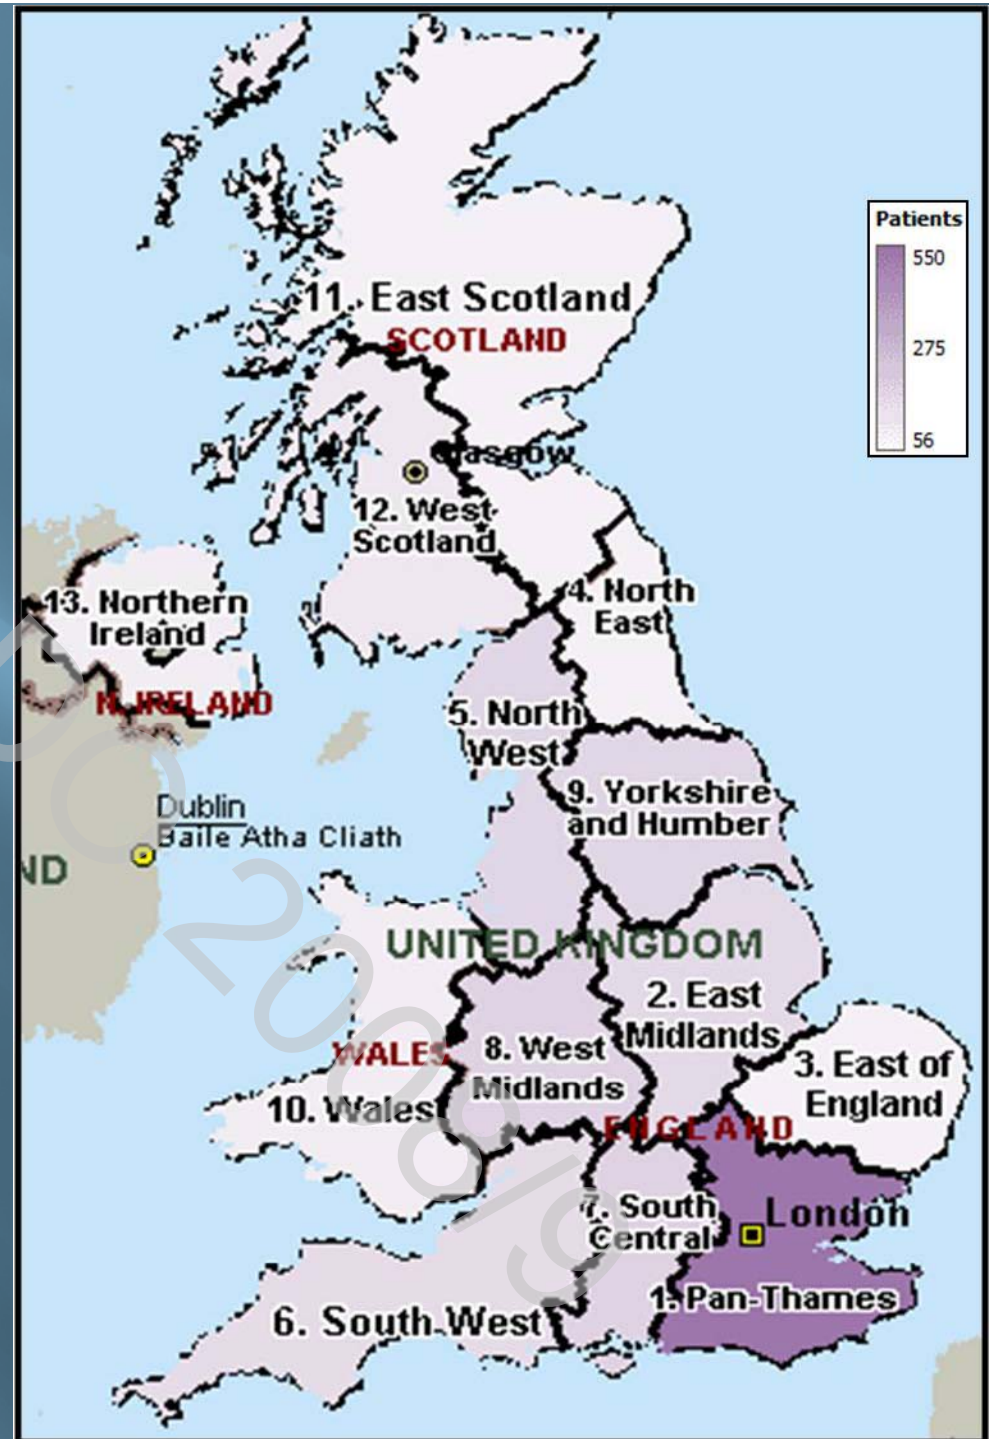 Patients
550
275
56
11. East Scotland
SCOTLAND
Glasgow
12. West
Scotland
13. Northern
Ireland
N. IRELAND
4. North
East
5. North
West
9. Yorkshire
and Humber
Dublin
Baile Atha Cliath
ND
UNITED KINGDOM
2. East
Midlands
8. West
Midlands
3. East of
England
WALES
10. Wales
ENGLAND
7. South
Central
London
1. Pan-Thames
6. South West
2008/9